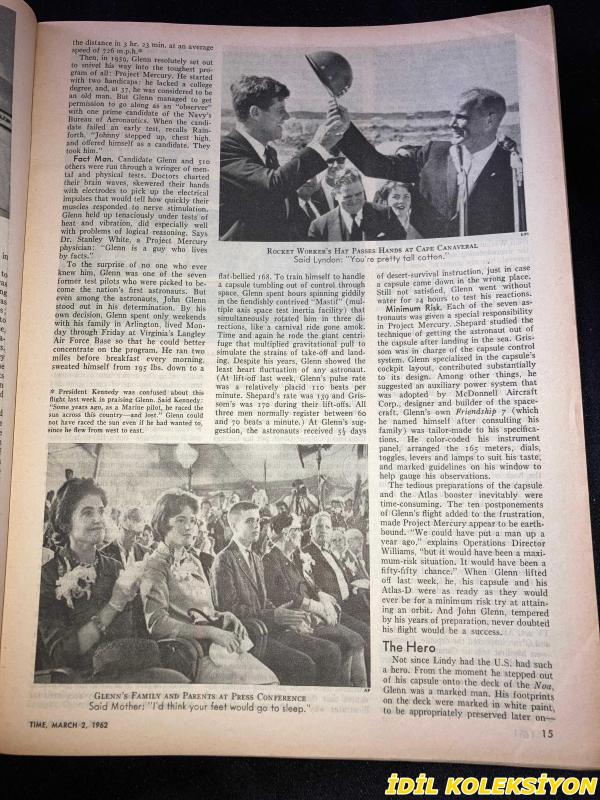 the distance in 3 hr. 23 min. at an average
speed of 726 m.p.h.*
Then, in 1959, Glenn resolutely set out
to snivel his way into the toughest pro-
gram of all: Project Mercury. He started
with two handicaps: he lacked a college
degree, and, at 37, he was considered to be
an old man. But Glenn managed to get
permission to go along as an "observer"
with one prime candidate of the Navy's
Bureau of Aeronautics. When the candi-
date failed an early test, recalls Rain-
forth, "Johnny stepped up, chest high,
and offered himself as a candidate. They
took him."
Fact Man. Candidate Glenn and 510
others were run through a wringer of men-
tal and physical tests. Doctors charted
their brain waves, skewered their hands
with electrodes to pick up the electrical
impulses that would tell how quickly their
muscles responded to nerve stimulation.
Glenn held up tenaciously under tests of
heat and vibration, did especially well
with problems of logical reasoning. Says
Dr. Stanley White, a Project Mercury
physician: "Glenn is a guy who lives
by facts."
To the surprise of no one who ever
knew him, Glenn was one of the seven
former test pilots who were picked to be-
come the nation's first astronauts. But
even among the astronauts, John Glenn
stood out in his determination. By his
own decision, Glenn spent only weekends
with his family in Arlington, lived Mon-
day through Friday at Virginia's Langley
Air Force Base so that he could better
concentrate on the program. He ran two
miles before breakfast every morning,
sweated himself from 195 lbs. down to a
* President Kennedy was confused about this
flight last week in praising Glenn. Said Kennedy:
"Some years ago, as a Marine pilot, he raced the
sun across this country—and lost." Glenn could
not have raced the sun even if he had wanted to,
since he flew from west to east.
UPI
ROCKET WORKER'S HAT PASSES HANDS AT CAPE CANAVERAL
Said Lyndon: "You're pretty tall cotton."
flat-bellied 168. To train himself to handle
a capsule tumbling out of control through
space, Glenn spent hours spinning giddily
in the fiendishly contrived "Mastif" (mul-
tiple axis space test inertia facility) that
simultaneously rotated him in three di-
rections, like a carnival ride gone amok.
Time and again he rode the giant centri-
fuge that multiplied gravitational pull to
simulate the strains of take-off and land-
ing. Despite his years, Glenn showed the
least heart fluctuation of any astronaut.
(At lift-off last week, Glenn's pulse rate
was a relatively placid 110 beats per
minute. Shepard's rate was 139 and Gris-
som's was 170 during their lift-offs. All
three men normally register between 60
and 70 beats a minute.) At Glenn's sug-
gestion, the astronauts received 5½ days
of desert-survival instruction, just in case
a capsule came down in the wrong place.
Still not satisfied, Glenn went without
water for 24 hours to test his reactions.
Minimum Risk. Each of the seven as-
tronauts was given a special responsibility
in Project Mercury. Shepard studied the
technique of getting the astronaut out of
the capsule after landing in the sea. Gris-
som was in charge of the capsule control
system. Glenn specialized in the capsule's
cockpit layout, contributed substantially
to its design. Among other things, he
suggested an auxiliary power system that
was adopted by McDonnell Aircraft
Corp., designer and builder of the space-
craft. Glenn's own Friendship 7 (which
he named himself after consulting his
family) was tailor-made to his specifica-
tions. He color-coded his instrument
panel, arranged the 165 meters, dials,
toggles, levers and lamps to suit his taste,
and marked guidelines on his window to
help gauge his observations.
The tedious preparations of the capsule
and the Atlas booster inevitably were
time-consuming. The ten postponements
of Glenn's flight added to the frustration,
made Project Mercury appear to be earth-
bound. "We could have put a man up a
year ago," explains Operations Director
Williams, "but it would have been a maxi-
mum-risk situation. It would have been a
fifty-fifty chance." When Glenn lifted
off last week, he, his capsule and his
Atlas-D were as ready as they would
ever be for a minimum risk try at attain-
ing an orbit. And John Glenn, tempered
by his years of preparation, never doubted
his flight would be a success.
The Hero
Not since Lindy had the U.S. had such
a hero. From the moment he stepped out
of his capsule onto the deck of the Noa,
Glenn was a marked man. His footprints
on the deck were marked in white paint,
to be appropriately preserved later on—
AP
GLENN'S FAMILY AND PARENTS AT PRESS CONFERENCE
Said Mother: "I'd think your feet would go to sleep."
TIME, MARCH 2, 1962
15
İDİL KOLEKSİYON